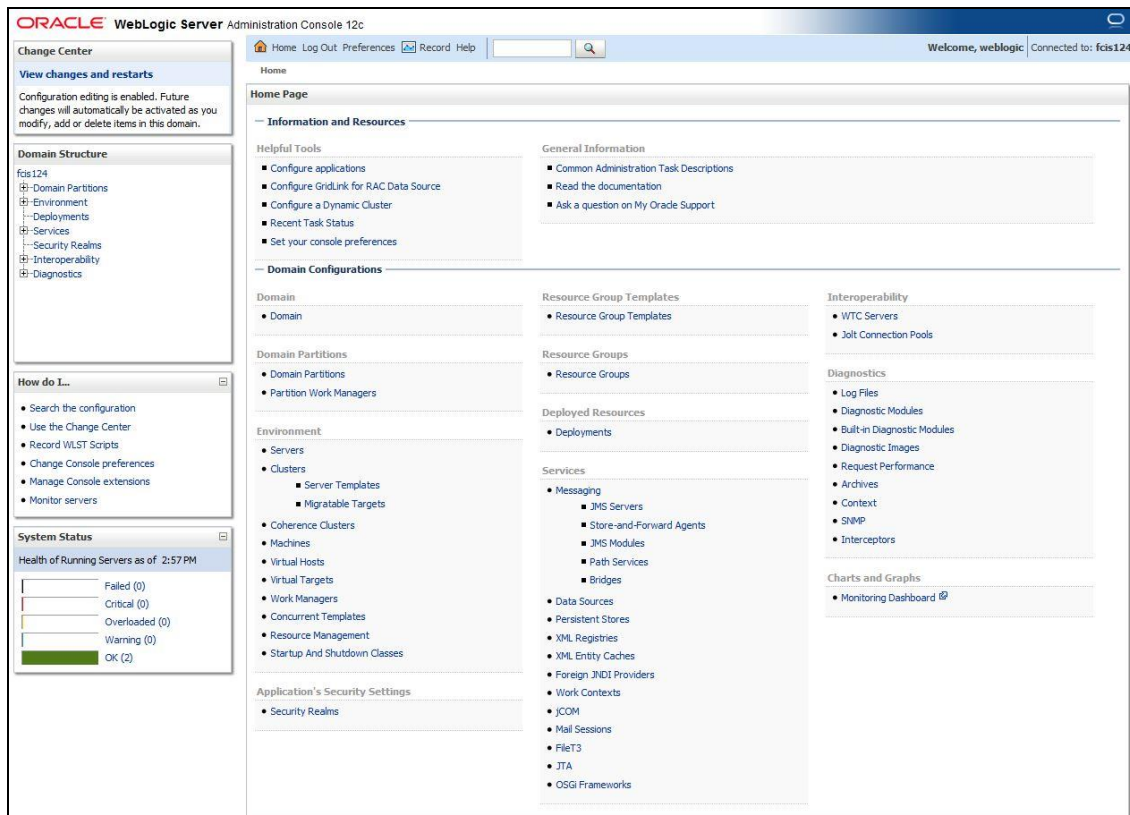 ORACLE WebLogic Server Administration Console 12c
Change Center
View changes and restarts
Configuration editing is enabled. Future
changes will automatically be activated as you
modify, add or delete items in this domain.
Domain Structure
fcis124
Domain Partitions
Environment
Deployments
Services
Security Realms
Interoperability
Diagnostics
How do I...
Search the configuration
Use the Change Center
Record WLST Scripts
Change Console preferences
Manage Console extensions
Monitor servers
System Status
Health of Running Servers as of 2:57 PM
Failed (0)
Critical (0)
Overloaded (0)
Warning (0)
OK (2)
Home Log Out Preferences Record Help
Welcome, weblogic Connected to: fcis124
Home
Home Page
Information and Resources
Helpful Tools
Configure applications
Configure GridLink for RAC Data Source
Configure a Dynamic Cluster
Recent Task Status
Set your console preferences
General Information
Common Administration Task Descriptions
Read the documentation
Ask a question on My Oracle Support
Domain Configurations
Domain
Domain
Domain Partitions
Domain Partitions
Partition Work Managers
Environment
Servers
Clusters
Server Templates
Migratable Targets
Coherence Clusters
Machines
Virtual Hosts
Virtual Targets
Work Managers
Concurrent Templates
Resource Management
Startup And Shutdown Classes
Application's Security Settings
Security Realms
Resource Group Templates
Resource Group Templates
Resource Groups
Resource Groups
Deployed Resources
Deployments
Services
Messaging
JMS Servers
Store-and-Forward Agents
JMS Modules
Path Services
Bridges
Data Sources
Persistent Stores
XML Registries
XML Entity Caches
Foreign JNDI Providers
Work Contexts
jCOM
Mail Sessions
FileT3
JTA
OSGi Frameworks
Interoperability
WTC Servers
Jolt Connection Pools
Diagnostics
Log Files
Diagnostic Modules
Built-in Diagnostic Modules
Diagnostic Images
Request Performance
Archives
Context
SNMP
Interceptors
Charts and Graphs
Monitoring Dashboard